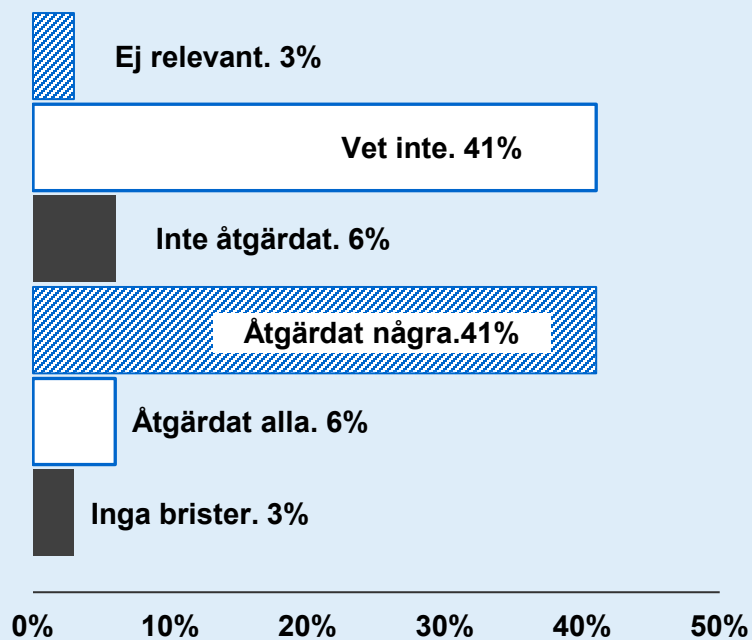 Ej relevant. 3%
Vet inte. 41%
Inte åtgärdat. 6%
Åtgärdat några.41%
Åtgärdat alla. 6%
Inga brister. 3%
0% 10% 20% 30% 40% 50%